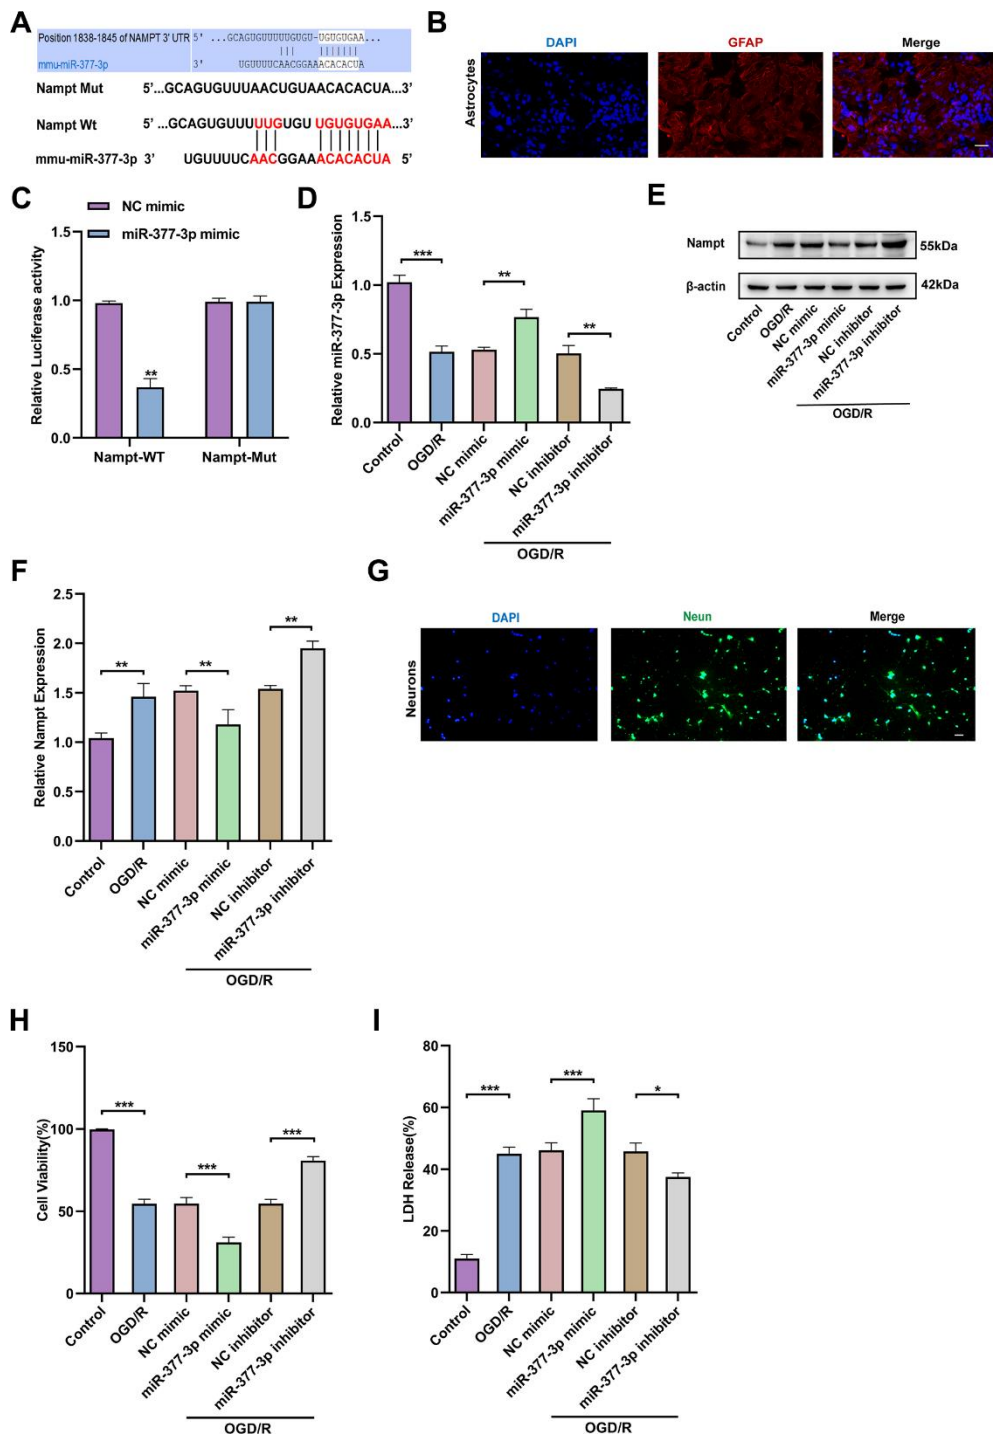 A
Position 1838-1845 of NAMPT 3' UTR 5' ...GCAGUGUUUUUGUGU-UGUGUGAA...
mmu-miR-377-3p 3' UGUUUUCAACGGAAACACACUA
Nampt Mut 5'...GCAGUGUUUAACUGUAACACACUA...3'
Nampt Wt 5'...GCAGUGUUUUUGUGU UGUGUGAA...3'
mmu-miR-377-3p 3' UGUUUUCAACGGAAACACACUA 5'
B
DAPI GFAP Merge
Astrocytes
C
NC mimic
miR-377-3p mimic
Relative Luciferase activity
1.5
1.0
0.5
0.0
**
Nampt-WT Nampt-Mut
D
Relative miR-377-3p Expression
1.5
1.0
0.5
0.0
*** ** **
Control OGD/R NC mimic miR-377-3p mimic NC inhibitor miR-377-3p inhibitor
OGD/R
E
Nampt 55kDa
β-actin 42kDa
Control OGD/R NC mimic miR-377-3p mimic NC inhibitor miR-377-3p inhibitor
OGD/R
F
Relative Nampt Expression
2.5
2.0
1.5
1.0
0.5
0.0
** ** **
Control OGD/R NC mimic miR-377-3p mimic NC inhibitor miR-377-3p inhibitor
OGD/R
G
DAPI Neun Merge
Neurons
H
Cell Viability(%)
150
100
50
0
*** *** ***
Control OGD/R NC mimic miR-377-3p mimic NC inhibitor miR-377-3p inhibitor
OGD/R
I
LDH Release(%)
80
60
40
20
0
*** *** *
Control OGD/R NC mimic miR-377-3p mimic NC inhibitor miR-377-3p inhibitor
OGD/R